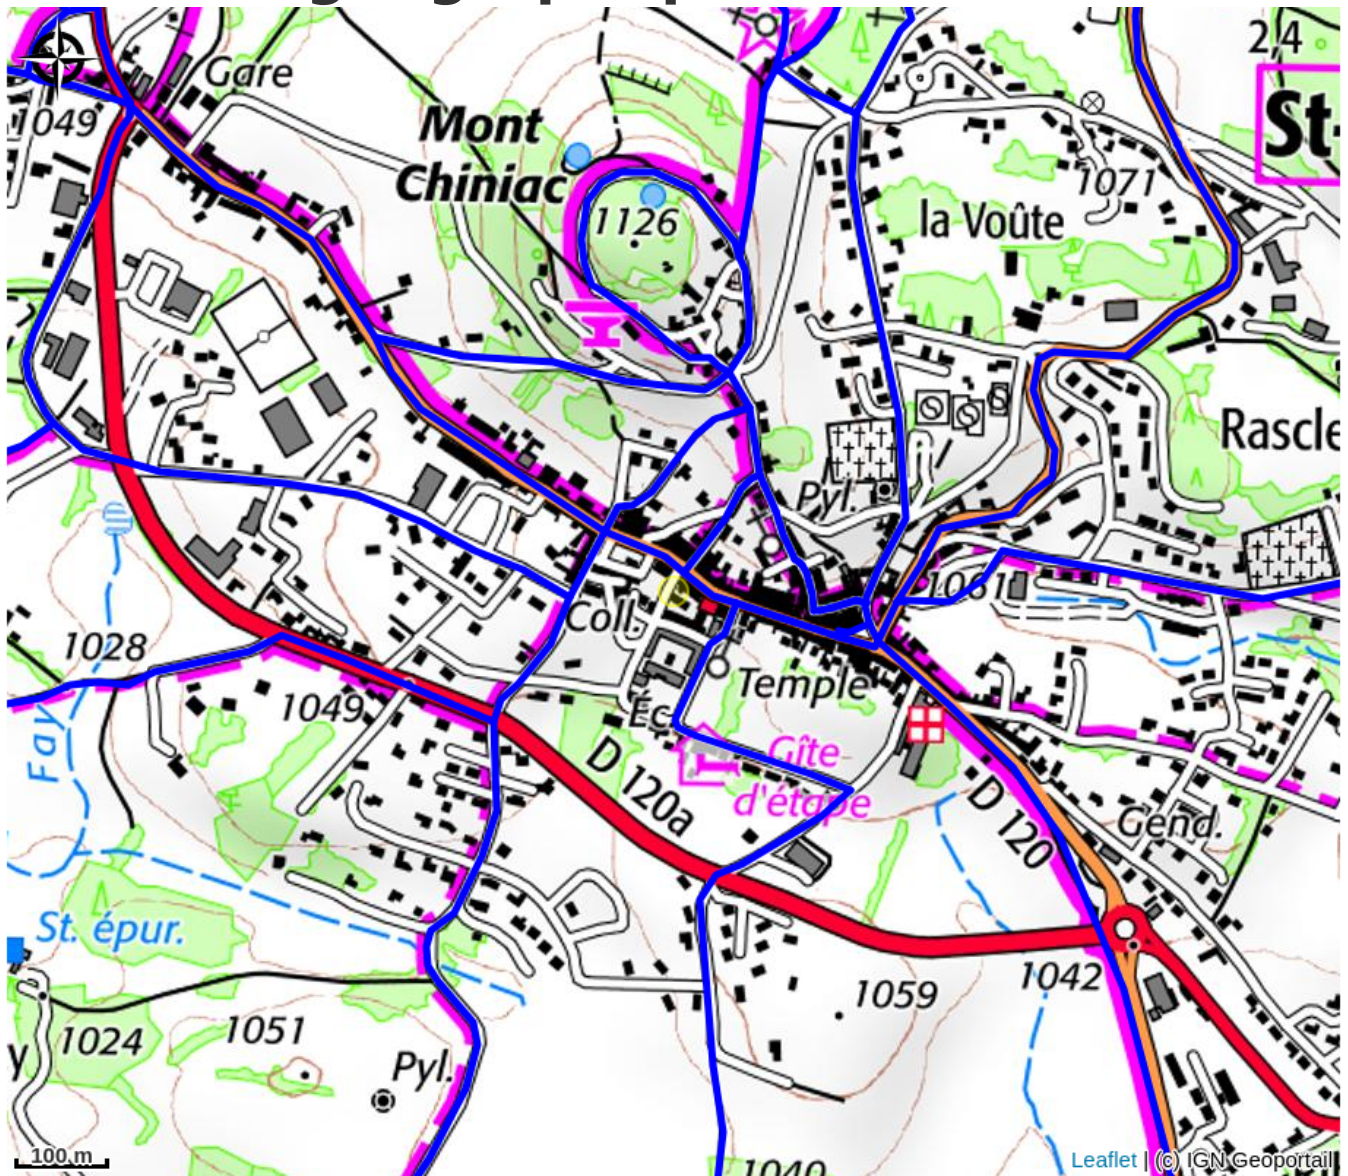 Gare
2,4
1049
Mont
Chiniac
St-
1126
1071
la Voûte
Rascle
Pyl.
1061
Coll.
1028
Temple
1049
Éc.
Fay
Gîte
d'étape
D 120a
D 120
Gend.
St. épur.
1042
1059
1051
1024
y
Pyl.
100 m
1040
Leaflet | (c) IGN Geoportail